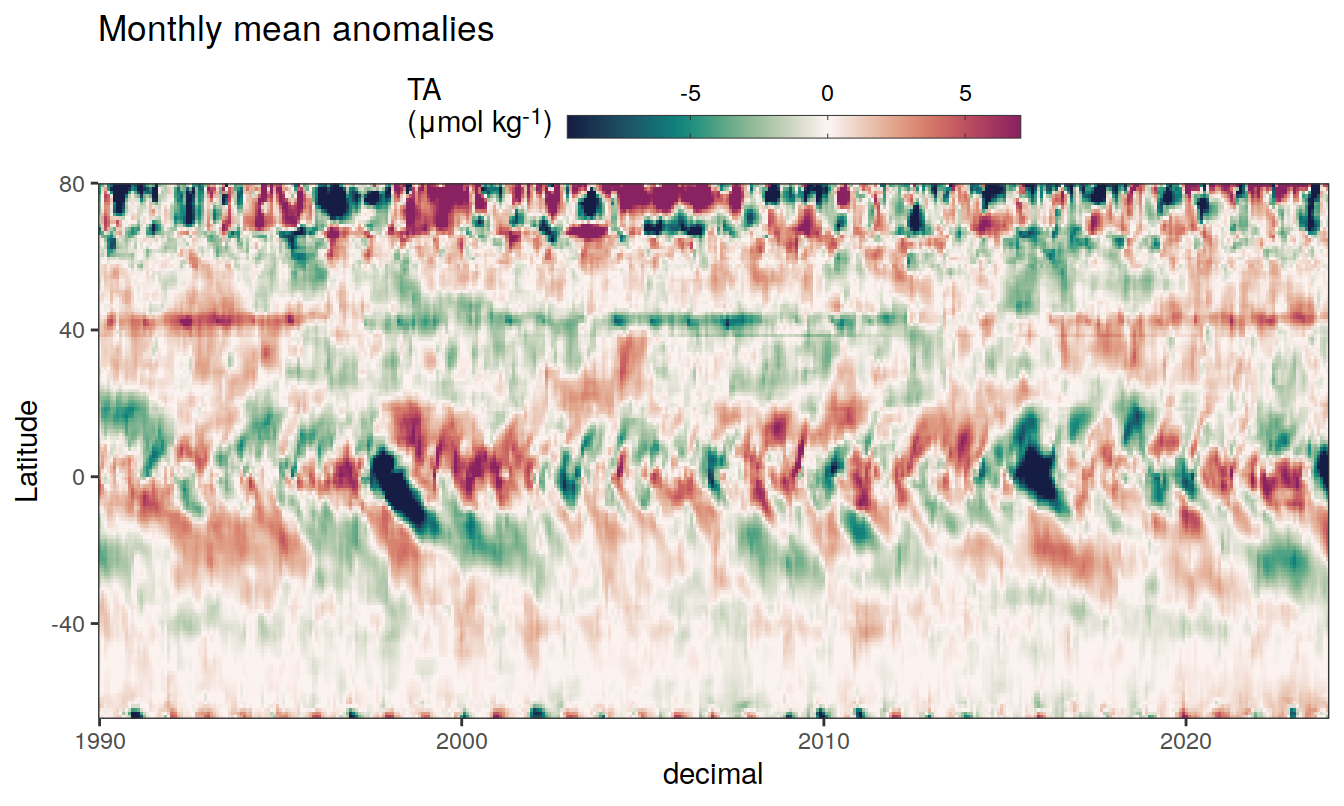 Monthly mean anomalies
TA
(μmol kg⁻¹)
-5 0 5
80
40
0
-40
Latitude
1990 2000 2010 2020
decimal